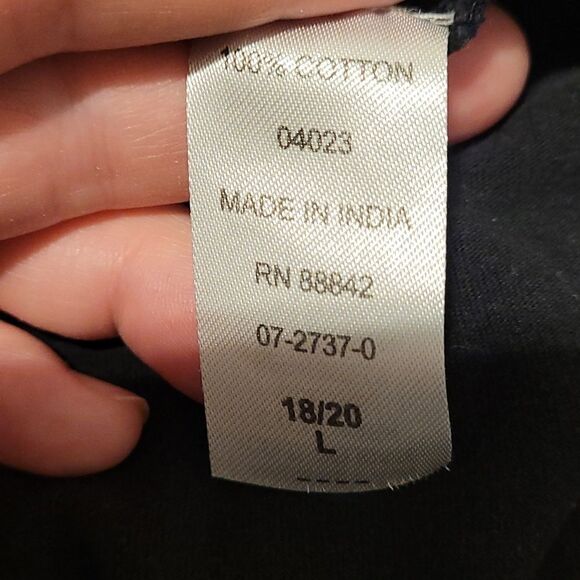 100% COTTON
04023
MADE IN INDIA
RN 88842
07-2737-0
18/20
L
----